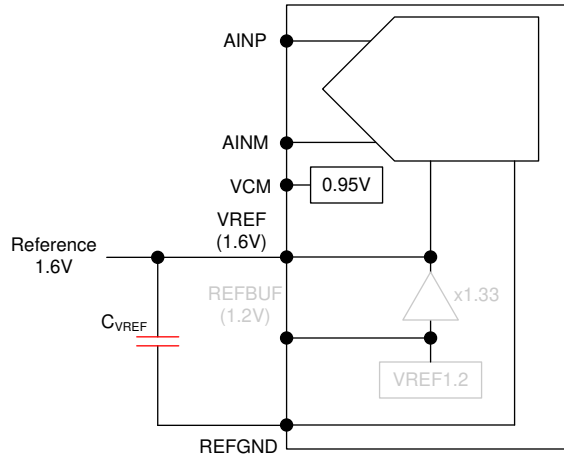 AINP
AINM
VCM
0.95V
VREF
(1.6V)
Reference
1.6V
REFBUF
(1.2V)
x1.33
CVREF
VREF1.2
REFGND